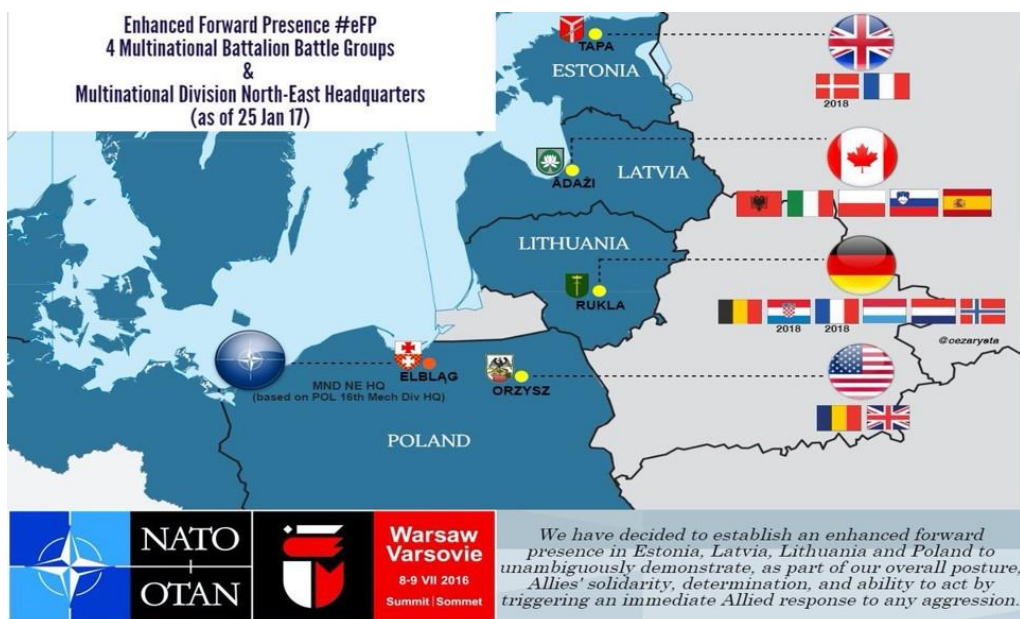 Enhanced Forward Presence #eFP
4 Multinational Battalion Battle Groups
&
Multinational Division North-East Headquarters
(as of 25 Jan 17)
TAPA
ESTONIA
2018
ĀDAŽI
LATVIA
LITHUANIA
RUKLA
2018
2018
@cezarysta
MND NE HQ
(based on POL 16th Mech Div HQ)
ELBLĄG
ORZYSZ
POLAND
NATO
OTAN
Warsaw
Varsovie
8-9 VII 2016
Summit | Sommet
We have decided to establish an enhanced forward
presence in Estonia, Latvia, Lithuania and Poland to
unambiguously demonstrate, as part of our overall posture,
Allies' solidarity, determination, and ability to act by
triggering an immediate Allied response to any aggression.